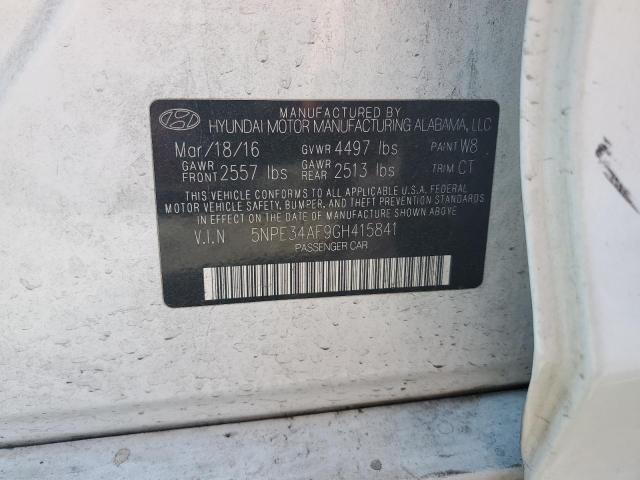 MANUFACTURED BY
HYUNDAI MOTOR MANUFACTURING ALABAMA, LLC
Mar/18/16 GVWR 4497 lbs PAINT W8
GAWR FRONT 2557 lbs GAWR REAR 2513 lbs TRIM CT
THIS VEHICLE CONFORMS TO ALL APPLICABLE U.S.A. FEDERAL
MOTOR VEHICLE SAFETY, BUMPER, AND THEFT PREVENTION STANDARDS
IN EFFECT ON THE DATE OF MANUFACTURE SHOWN ABOVE.
V.I.N 5NPE34AF9GH415841
PASSENGER CAR